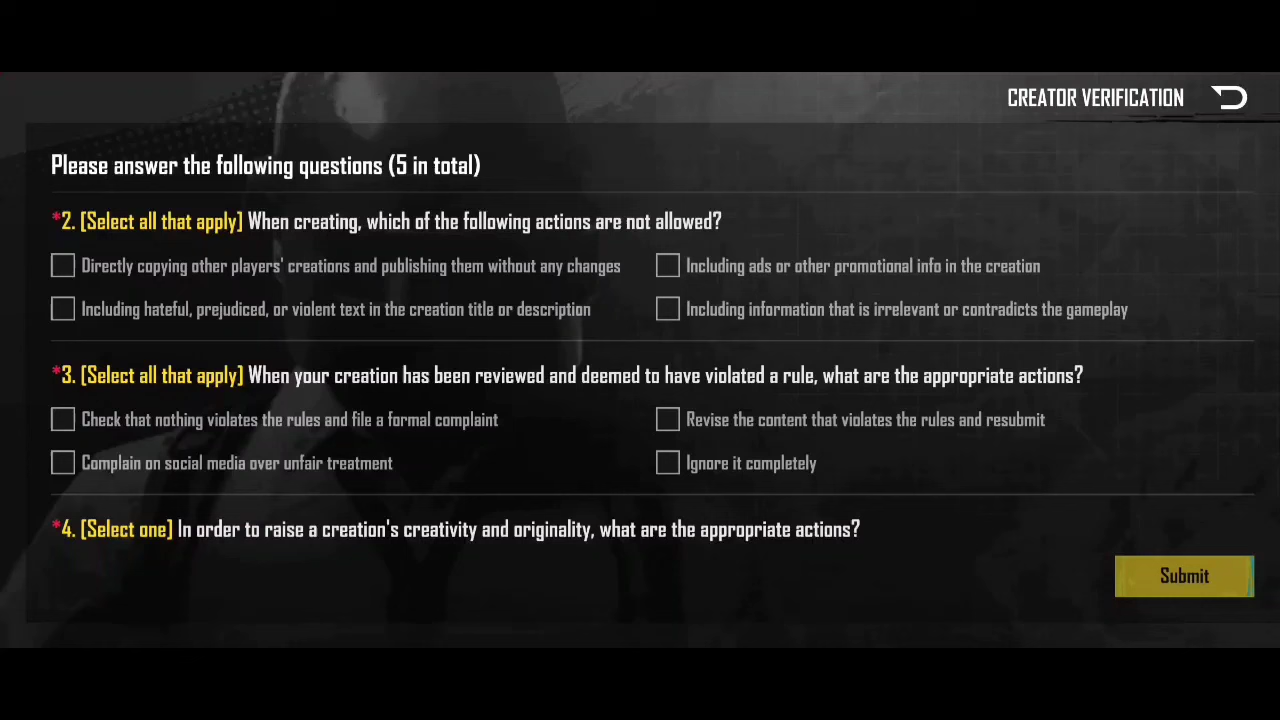 CREATOR VERIFICATION
Please answer the following questions (5 in total)
*2. [Select all that apply] When creating, which of the following actions are not allowed?
Directly copying other players' creations and publishing them without any changes
Including ads or other promotional info in the creation
Including hateful, prejudiced, or violent text in the creation title or description
Including information that is irrelevant or contradicts the gameplay
*3. [Select all that apply] When your creation has been reviewed and deemed to have violated a rule, what are the appropriate actions?
Check that nothing violates the rules and file a formal complaint
Revise the content that violates the rules and resubmit
Complain on social media over unfair treatment
Ignore it completely
*4. [Select one] In order to raise a creation's creativity and originality, what are the appropriate actions?
Submit